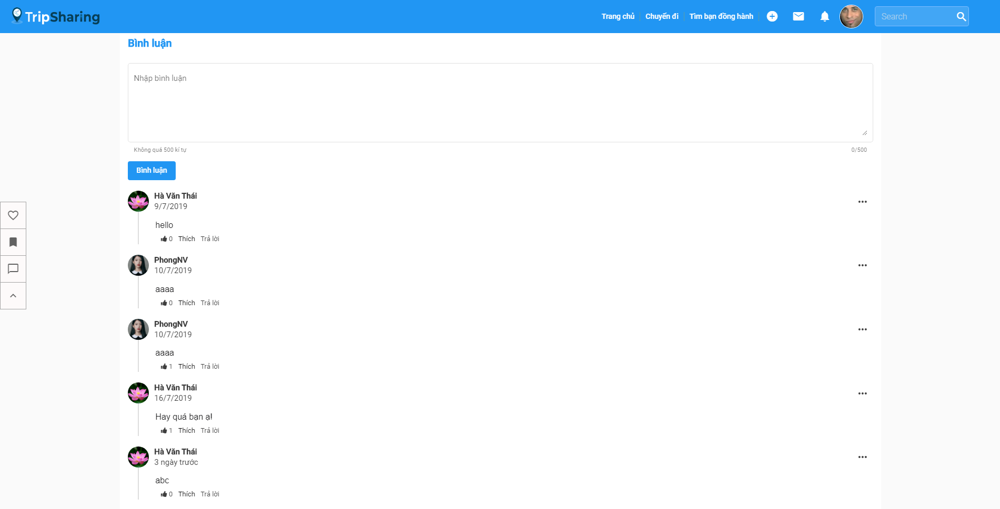 TripSharing
Trang chủ Chuyến đi Tìm bạn đồng hành Search
Bình luận
Nhập bình luận
Không quá 500 kí tự 0/500
Bình luận
Hà Văn Thái
9/7/2019
hello
0 Thích Trả lời
PhongNV
10/7/2019
aaaa
0 Thích Trả lời
PhongNV
10/7/2019
aaaa
1 Thích Trả lời
Hà Văn Thái
16/7/2019
Hay quá bạn ạ!
1 Thích Trả lời
Hà Văn Thái
3 ngày trước
abc
0 Thích Trả lời